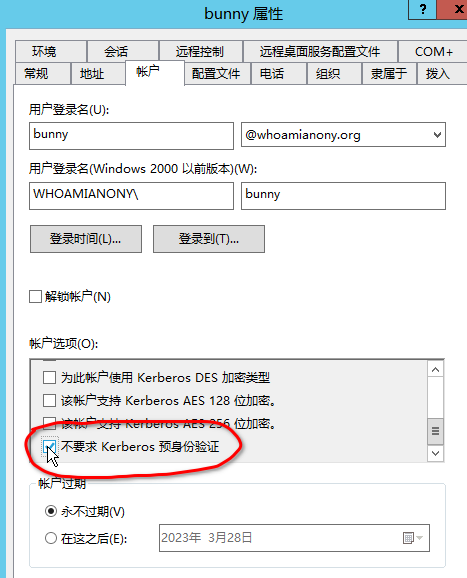 bunny 属性
? ×
环境 会话 远程控制 远程桌面服务配置文件 COM+
常规 地址 帐户 配置文件 电话 组织 隶属于 拨入
用户登录名(U):
bunny @whoamianony.org
用户登录名(Windows 2000 以前版本)(W):
WHOAMIANONY\ bunny
登录时间(L)... 登录到(T)...
解锁帐户(N)
帐户选项(O):
为此帐户使用 Kerberos DES 加密类型
该帐户支持 Kerberos AES 128 位加密。
该帐户支持 Kerberos AES 256 位加密。
不要求 Kerberos 预身份验证
帐户过期
永不过期(V)
在这之后(E): 2023年 3月28日